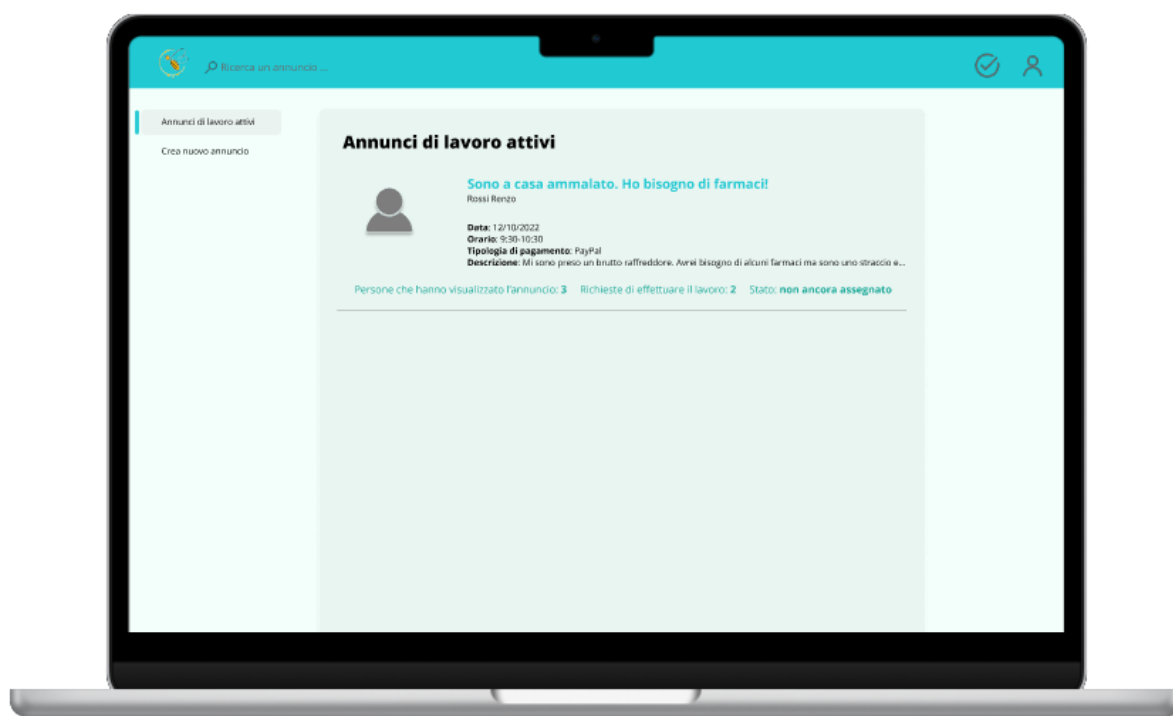 Ricerca un annuncio ...
Annunci di lavoro attivi
Crea nuovo annuncio
Annunci di lavoro attivi
Sono a casa ammalato. Ho bisogno di farmaci!
Rossi Renzo
Data: 12/10/2022
Orario: 9:30-10:30
Tipologia di pagamento: PayPal
Descrizione: Mi sono preso un brutto raffreddore. Avrei bisogno di alcuni farmaci ma sono uno straccio e...
Persone che hanno visualizzato l'annuncio: 3 Richieste di effettuare il lavoro: 2 Stato: non ancora assegnato